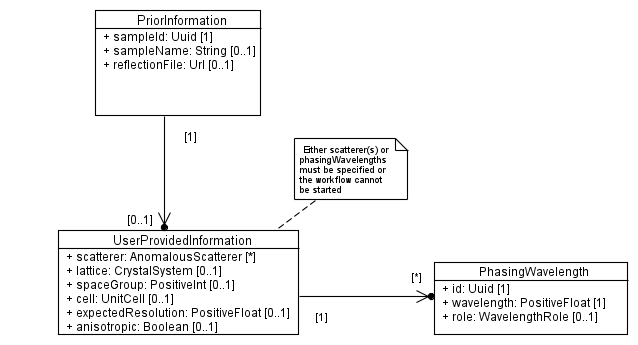 PriorInformation
+ sampleId: Uuid [1]
+ sampleName: String [0..1]
+ reflectionFile: Url [0..1]
[1]
Either scatterer(s) or
phasingWavelengths
must be specified or
the workflow cannot
be started
[0..1]
UserProvidedInformation
+ scatterer: AnomalousScatterer [*]
+ lattice: CrystalSystem [0..1]
+ spaceGroup: PositiveInt [0..1]
+ cell: UnitCell [0..1]
+ expectedResolution: PositiveFloat [0..1]
+ anisotropic: Boolean [0..1]
[1]
[*]
PhasingWavelength
+ id: Uuid [1]
+ wavelength: PositiveFloat [1]
+ role: WavelengthRole [0..1]